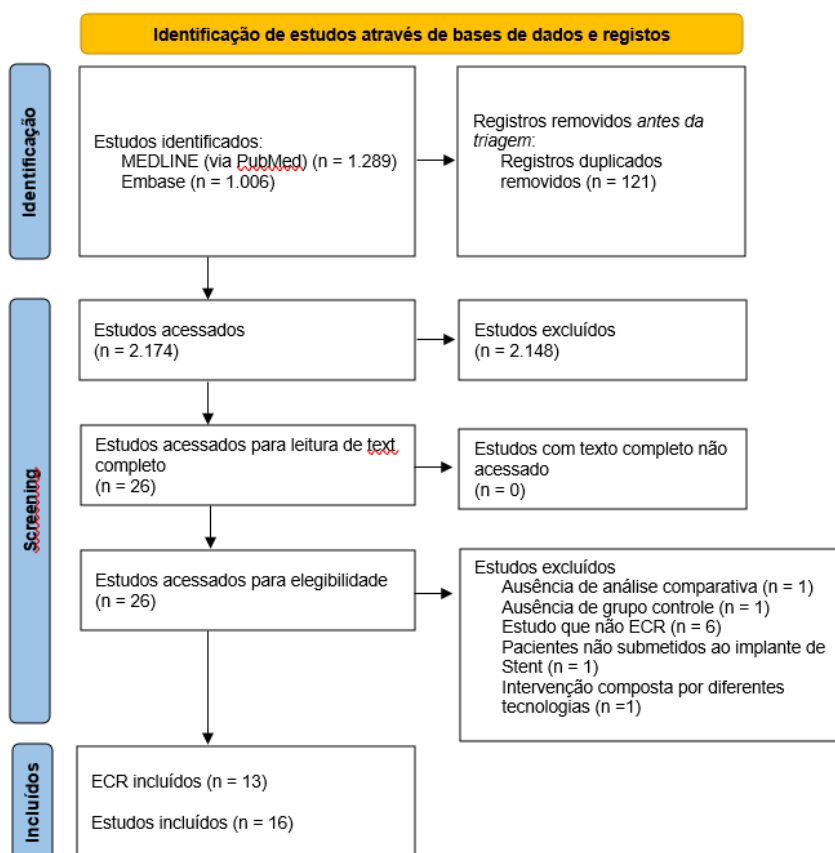 Identificação de estudos através de bases de dados e registos
Identificação
Estudos identificados:
MEDLINE (via PubMed) (n = 1.289)
Embase (n = 1.006)
Registros removidos antes da
triagem:
Registros duplicados
removidos (n = 121)
Screening
Estudos acessados
(n = 2.174)
Estudos excluídos
(n = 2.148)
Estudos acessados para leitura de text
completo
(n = 26)
Estudos com texto completo não
acessado
(n = 0)
Estudos acessados para elegibilidade
(n = 26)
Estudos excluídos
Ausência de análise comparativa (n = 1)
Ausência de grupo controle (n = 1)
Estudo que não ECR (n = 6)
Pacientes não submetidos ao implante de
Stent (n = 1)
Intervenção composta por diferentes
tecnologias (n =1)
Incluídos
ECR incluídos (n = 13)
Estudos incluídos (n = 16)